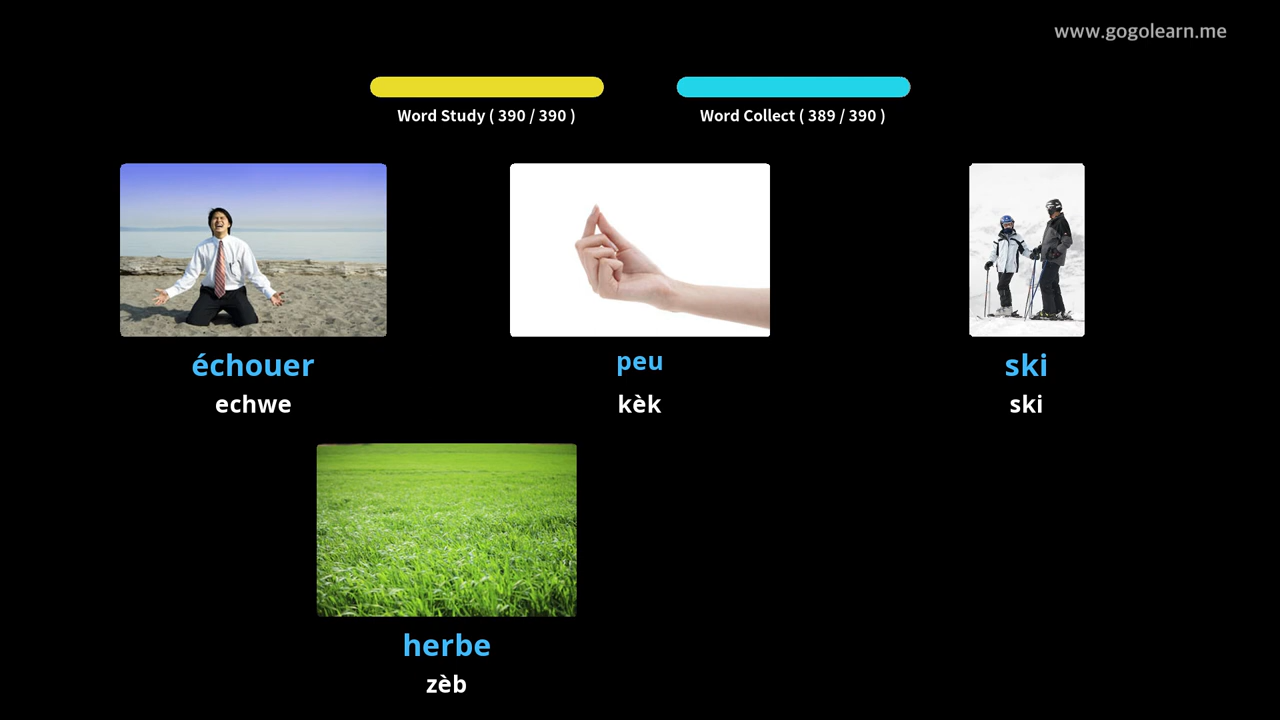 www.gogolearn.me
Word Study ( 390 / 390 )
Word Collect ( 389 / 390 )
échouer
echwe
peu
kèk
ski
ski
herbe
zèb